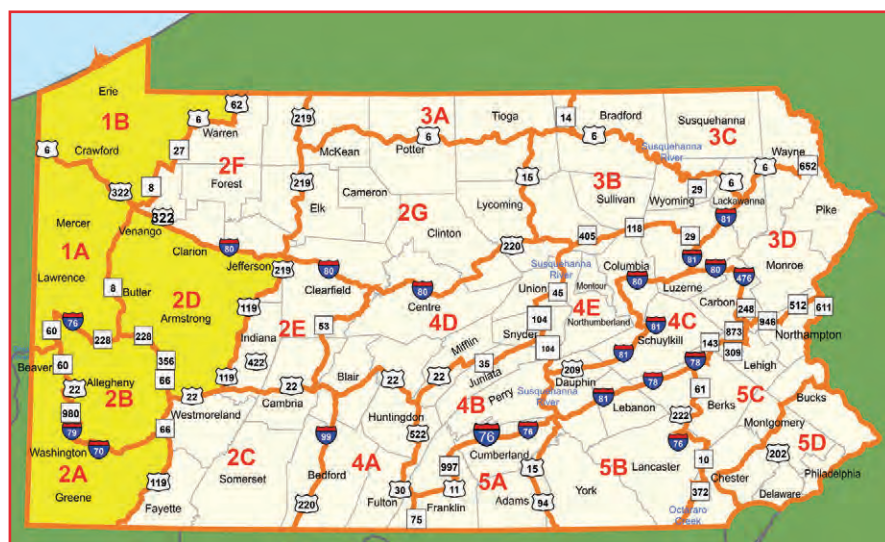 Erie
1B
62
6
Warren
219
3A
Tioga
14
Bradford
5
Susquehanna
3C
6
Crawford
27
McKean
Potter
6
Susquehanna
River
Wayne
6
652
2F
Forest
8
322
322
219
Cameron
15
3B
Sullivan
29
Wyoming
6
Lackawanna
81
Pike
Mercer
Venango
Elk
2G
Lycoming
Clinton
1A
Clarion
80
220
405
118
29
3D
Lawrence
Jefferson
219
80
Susquehanna
River
Columbia
81
80
476
Monroe
8
Butler
2D
Clearfield
80
Centre
Union
45
Montour
80
Luzerne
Armstrong
119
Indiana
2E
53
4D
104
4E
Northumberland
Carbon
248
512
611
76
60
228
228
Snyder
81
4C
Schuylkill
873
946
Northampton
Mifflin
104
143
309
Lehigh
60
Beaver
356
422
35
Juniata
209
81
78
22
Allegheny
66
119
22
Blair
22
22
Perry
Dauphin
78
61
5C
2B
Westmoreland
Cambria
4B
Susquehanna
River
81
Lebanon
Berks
Bucks
980
Huntingdon
222
Montgomery
79
66
522
76
76
5D
Washington
70
99
Cumberland
76
202
2A
2C
Bedford
4A
997
15
5B
Lancaster
10
Philadelphia
Greene
119
Somerset
30
11
5A
York
Chester
Fayette
220
Fulton
Franklin
Adams
94
372
Delaware
75
Octararo
Creek